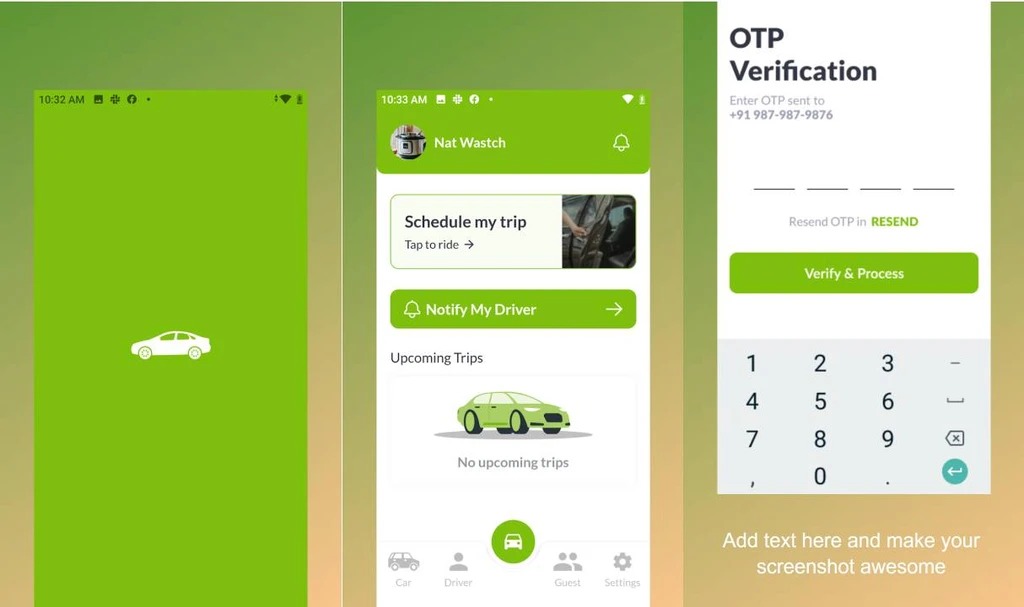 10:32 AM
10:33 AM
Nat Wastch
Schedule my trip
Tap to ride →
Notify My Driver →
Upcoming Trips
No upcoming trips
Car
Driver
Guest
Settings
OTP
Verification
Enter OTP sent to
+91 987-987-9876
Resend OTP in RESEND
Verify & Process
1 2 3 –
4 5 6
7 8 9
, 0 .
Add text here and make your
screenshot awesome